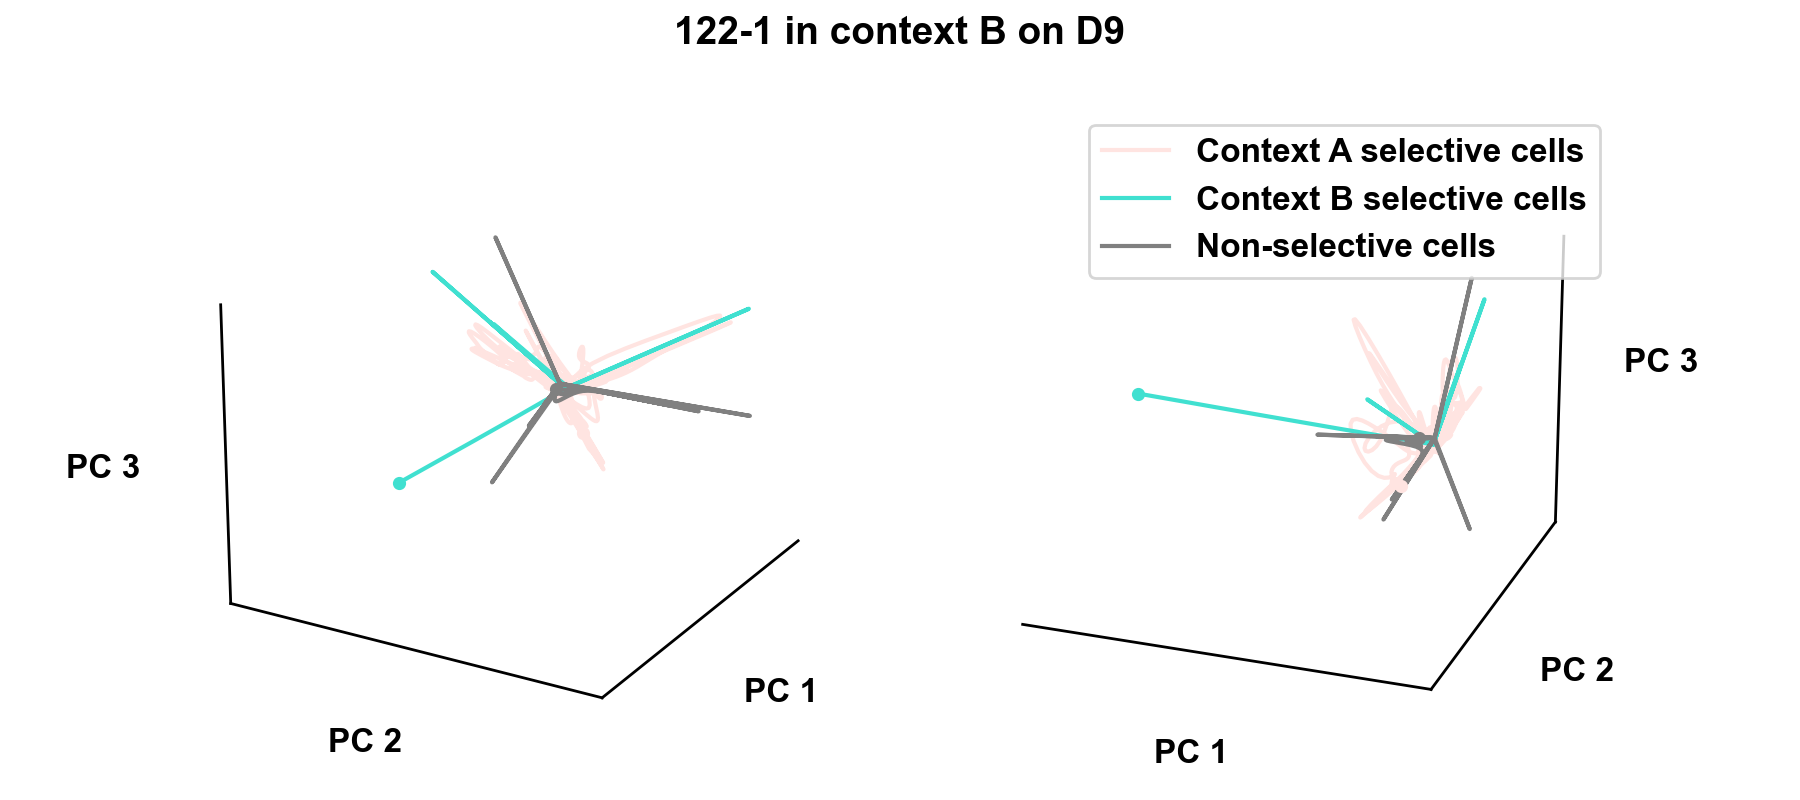 122-1 in context B on D9
Context A selective cells
Context B selective cells
Non-selective cells
PC 3
PC 2
PC 1
PC 3
PC 2
PC 1